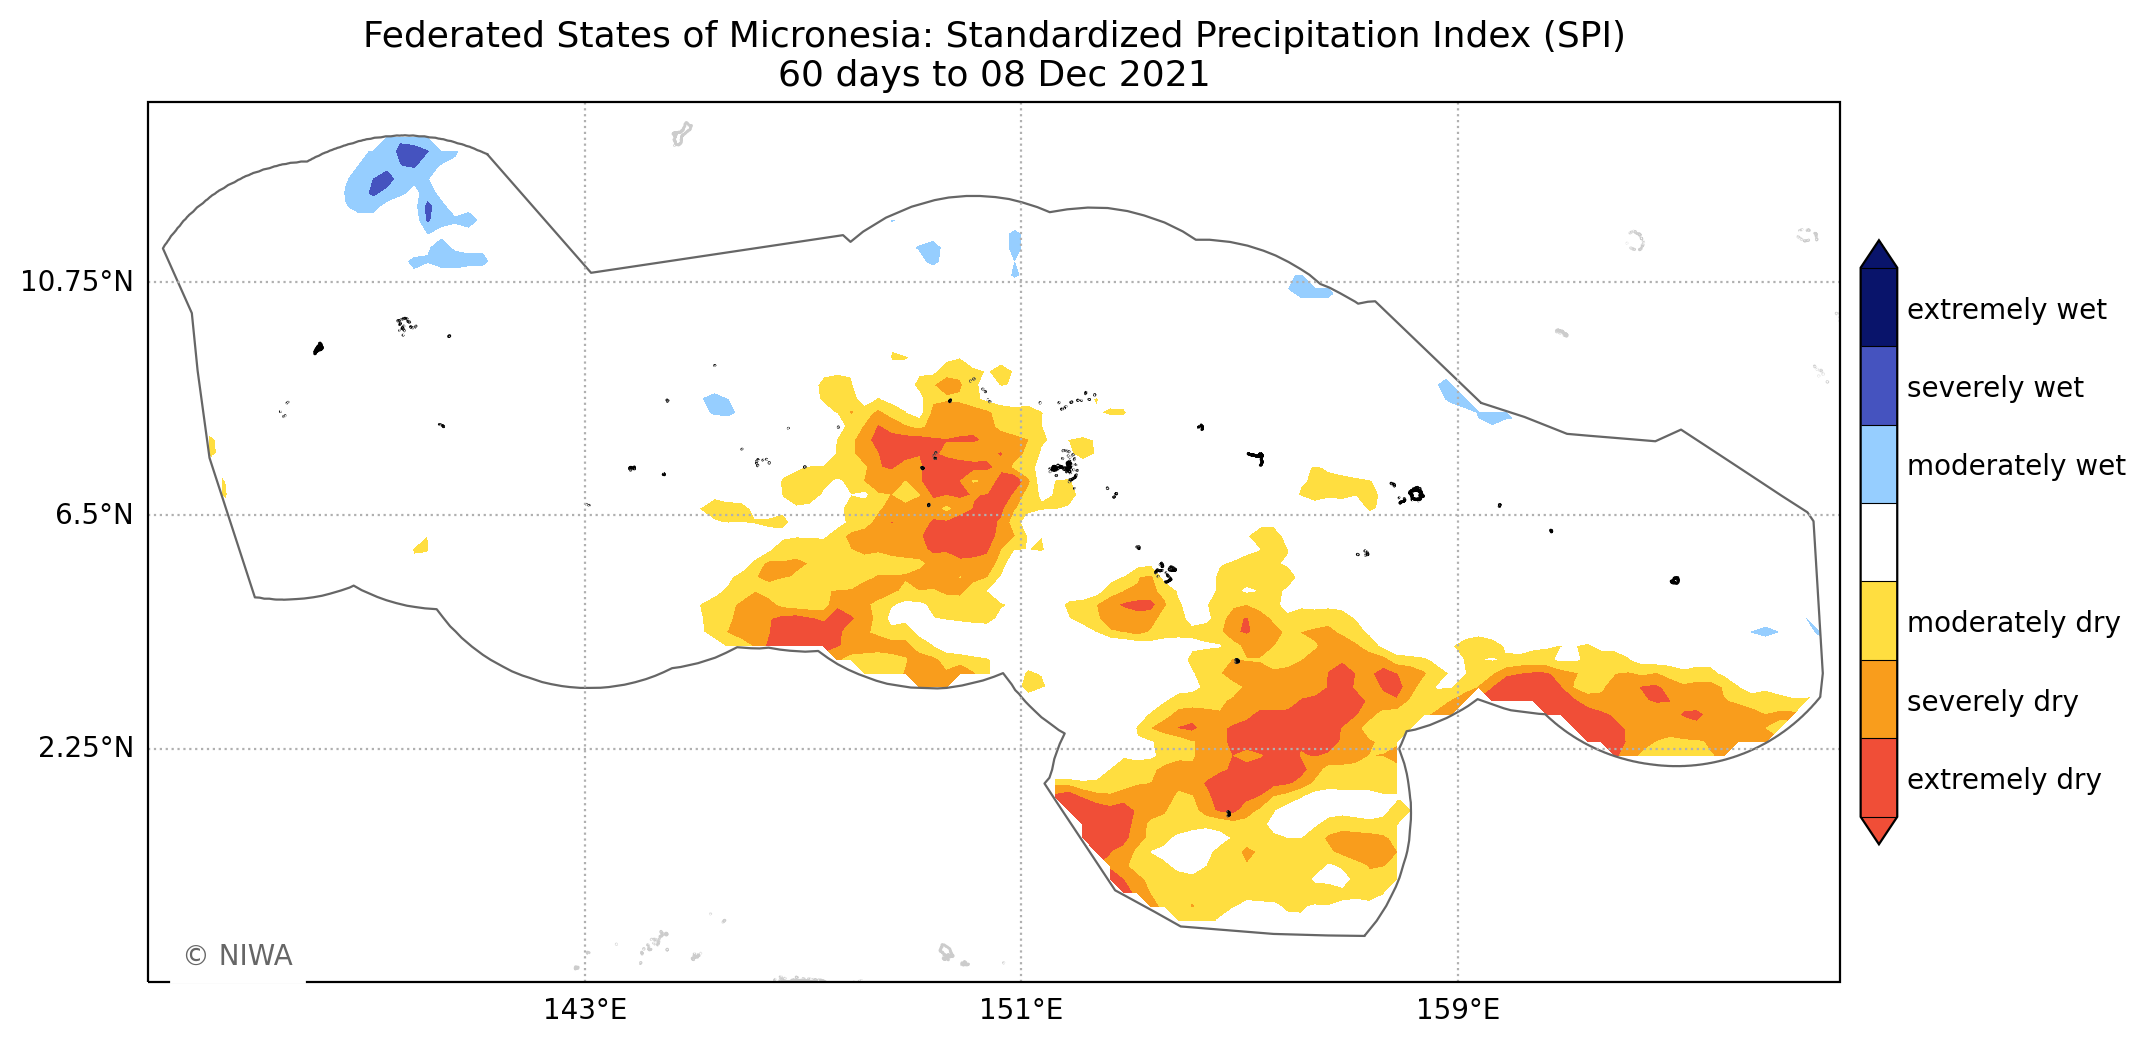 Federated States of Micronesia: Standardized Precipitation Index (SPI)
60 days to 08 Dec 2021
10.75°N
6.5°N
2.25°N
143°E
151°E
159°E
© NIWA
extremely wet
severely wet
moderately wet
moderately dry
severely dry
extremely dry